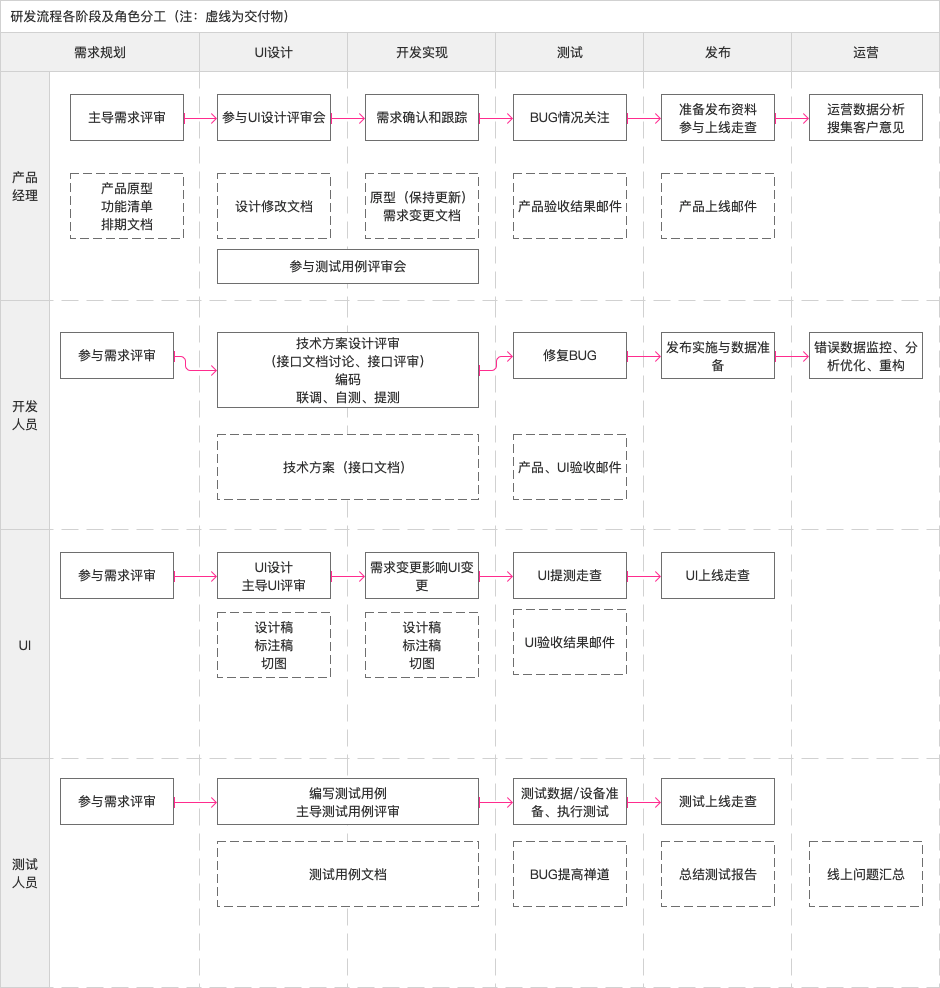 研发流程各阶段及角色分工（注：虚线为交付物）
需求规划
UI设计
开发实现
测试
发布
运营
产品
经理
主导需求评审
参与UI设计评审会
需求确认和跟踪
BUG情况关注
准备发布资料
参与上线走查
运营数据分析
搜集客户意见
产品原型
功能清单
排期文档
设计修改文档
原型（保持更新）
需求变更文档
产品验收结果邮件
产品上线邮件
参与测试用例评审会
开发
人员
参与需求评审
技术方案设计评审
（接口文档讨论、接口评审）
编码
联调、自测、提测
修复BUG
发布实施与数据准
备
错误数据监控、分
析优化、重构
技术方案（接口文档）
产品、UI验收邮件
UI
参与需求评审
UI设计
主导UI评审
需求变更影响UI变
更
UI提测走查
UI上线走查
设计稿
标注稿
切图
设计稿
标注稿
切图
UI验收结果邮件
测试
人员
参与需求评审
编写测试用例
主导测试用例评审
测试数据/设备准
备、执行测试
测试上线走查
测试用例文档
BUG提高禅道
总结测试报告
线上问题汇总